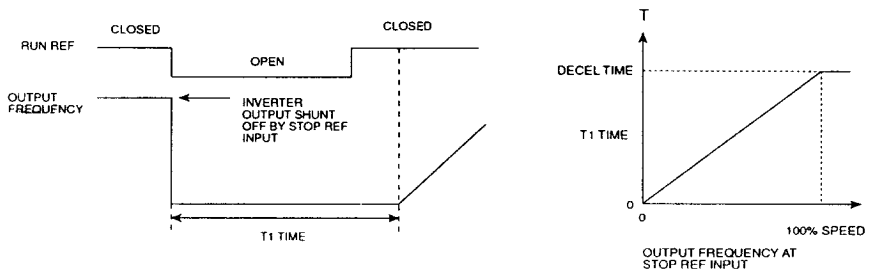 CLOSED
CLOSED
RUN REF
OPEN
OUTPUT
FREQUENCY
INVERTER
OUTPUT SHUNT
OFF BY STOP REF
INPUT
T1 TIME
T
DECEL TIME
T1 TIME
0
0
100% SPEED
OUTPUT FREQUENCY AT
STOP REF INPUT